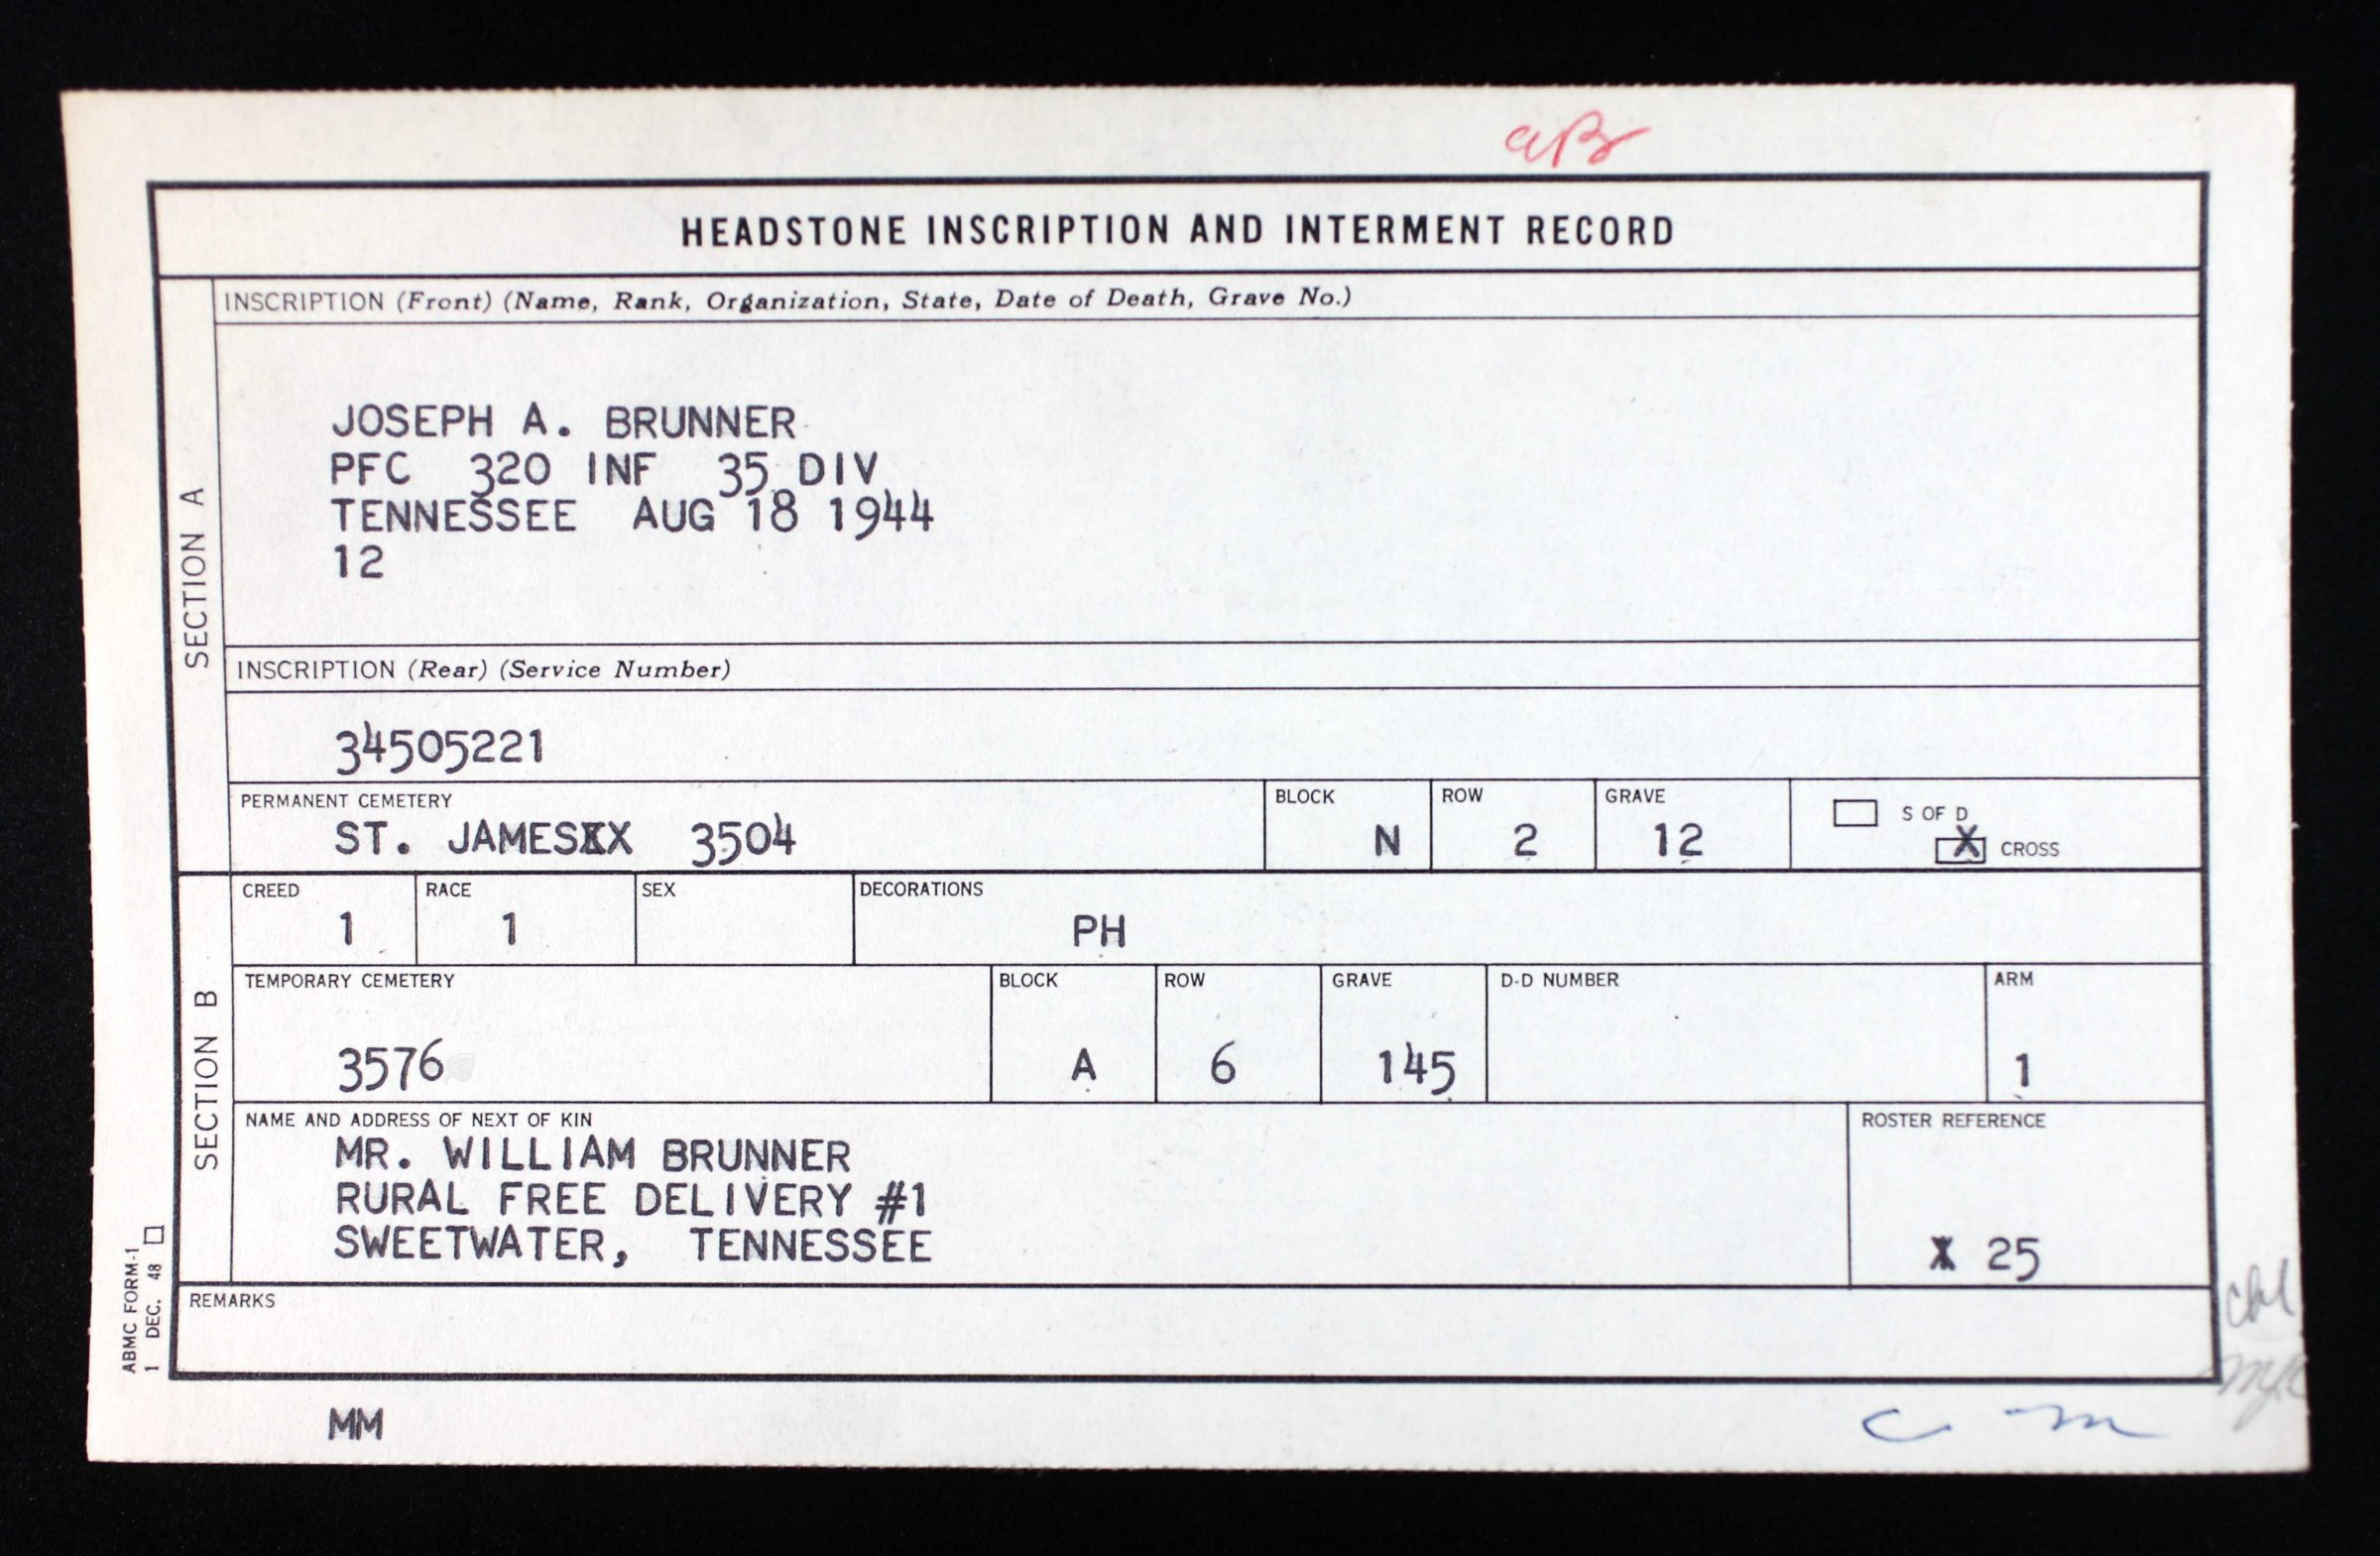 aB
HEADSTONE INSCRIPTION AND INTERMENT RECORD
SECTION A
INSCRIPTION (Front) (Name, Rank, Organization, State, Date of Death, Grave No.)
JOSEPH A. BRUNNER
PFC 320 INF 35 DIV
TENNESSEE AUG 18 1944
12
INSCRIPTION (Rear) (Service Number)
34505221
PERMANENT CEMETERY BLOCK ROW GRAVE
ST. JAMESXX 3504 N 2 12
S OF D
X CROSS
SECTION B
CREED RACE SEX DECORATIONS
1 1 PH
TEMPORARY CEMETERY BLOCK ROW GRAVE D-D NUMBER ARM
3576 A 6 145 1
NAME AND ADDRESS OF NEXT OF KIN ROSTER REFERENCE
MR. WILLIAM BRUNNER
RURAL FREE DELIVERY #1
SWEETWATER, TENNESSEE
X 25
REMARKS
ABMC FORM-1
1 DEC. 48
MM
C m